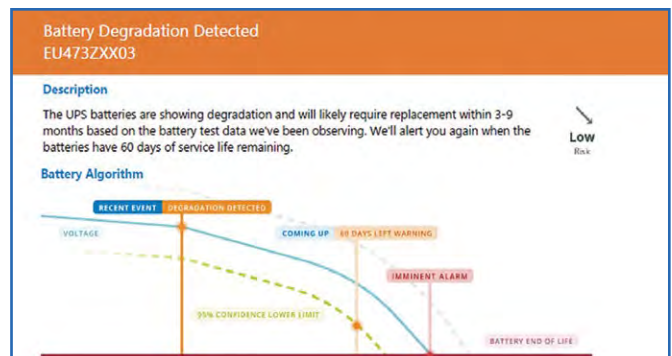 Battery Degradation Detected
EU473ZXX03
Description
The UPS batteries are showing degradation and will likely require replacement within 3-9
months based on the battery test data we've been observing. We'll alert you again when the
batteries have 60 days of service life remaining.
Low
Risk
Battery Algorithm
RECENT EVENT DEGRADATION DETECTED
VOLTAGE
COMING UP 60 DAYS LEFT WARNING
IMMINENT ALARM
95% CONFIDENCE LOWER LIMIT
BATTERY END OF LIFE